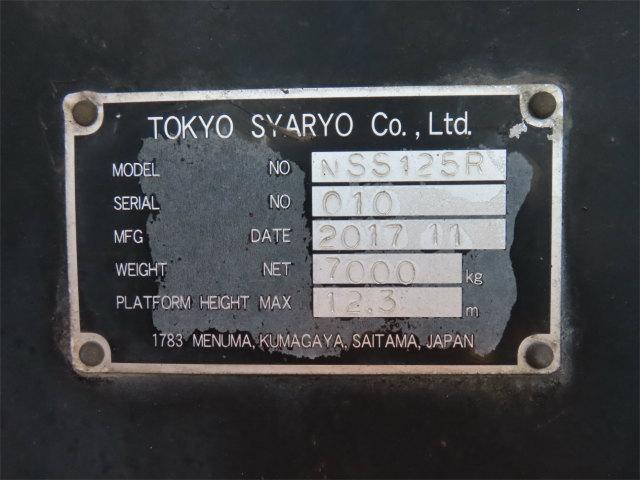 TOKYO SYARYO Co., Ltd.
MODEL NO NSS125R
SERIAL NO 010
MFG DATE 2017 11
WEIGHT NET 7000 kg
PLATFORM HEIGHT MAX 12.3 m
1783 MENUMA, KUMAGAYA, SAITAMA, JAPAN